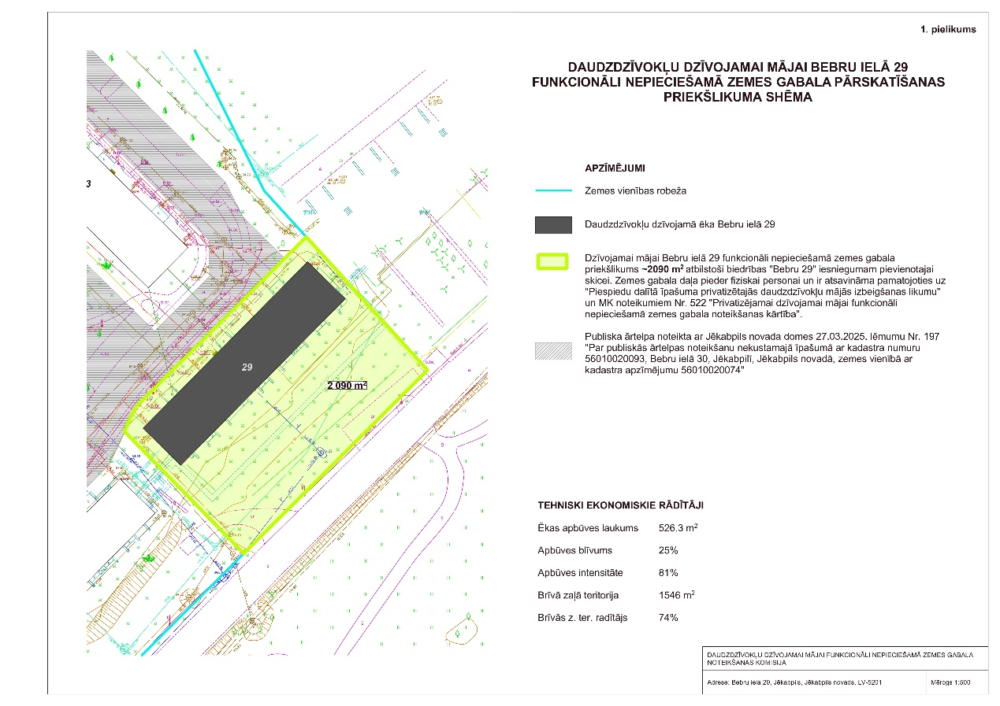 1. pielikums
DAUDZDZĪVOKĻU DZĪVOJAMAI MĀJAI BEBRU IELĀ 29
FUNKCIONĀLI NEPIECIEŠAMĀ ZEMES GABALA PĀRSKATĪŠANAS
PRIEKŠLIKUMA SHĒMA
APZĪMĒJUMI
Zemes vienības robeža
Daudzdzīvokļu dzīvojamā ēka Bebru ielā 29
Dzīvojamai mājai Bebru ielā 29 funkcionāli nepieciešamā zemes gabala
priekšlikums ~2090 m² atbilstoši biedrības "Bebru 29" iesniegumam pievienotajai
skicei. Zemes gabala daļa pieder fiziskai personai un ir atsavināma pamatojoties uz
"Piespiedu dalītā īpašuma privatizētajās daudzdzīvokļu mājās izbeigšanas likumu"
un MK noteikumiem Nr. 522 "Privatizējamai dzīvojamai mājai funkcionāli
nepieciešamā zemes gabala noteikšanas kārtība".
Publiska ārtelpa noteikta ar Jēkabpils novada domes 27.03.2025. lēmumu Nr. 197
"Par publiskās ārtelpas noteikšanu nekustamajā īpašumā ar kadastra numuru
56010020093, Bebru ielā 30, Jēkabpilī, Jēkabpils novadā, zemes vienībā ar
kadastra apzīmējumu 56010020074"
3
29
2 090 m²
TEHNISKI EKONOMISKIE RĀDĪTĀJI
Ēkas apbūves laukums 526.3 m²
Apbūves blīvums 25%
Apbūves intensitāte 81%
Brīvā zaļā teritorija 1546 m²
Brīvās z. ter. radītājs 74%
DAUDZDZĪVOKĻU DZĪVOJAMAI MĀJAI FUNKCIONĀLI NEPIECIEŠAMĀ ZEMES GABALA
NOTEIKŠANAS KOMISIJA
Adrese: Bebru iela 29, Jēkabpils, Jēkabpils novads, LV-5201 Mērogs 1:500